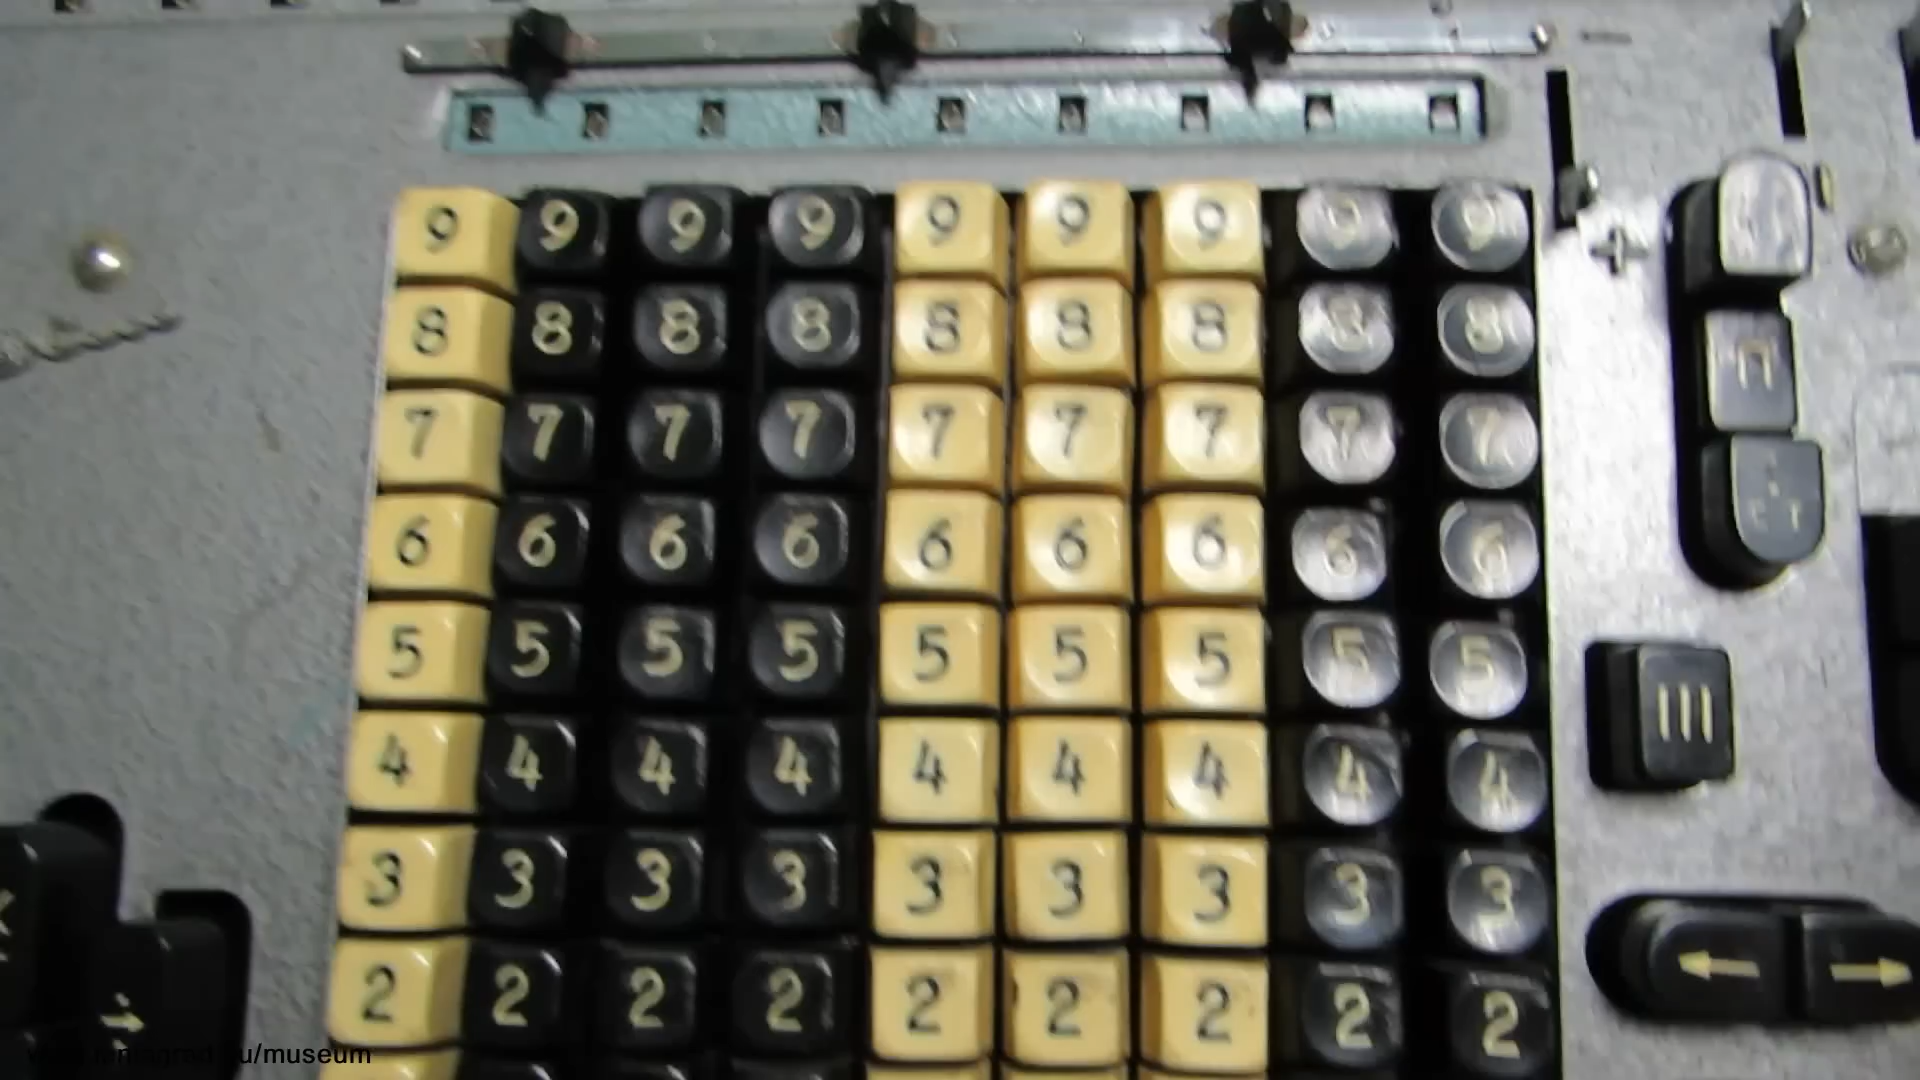 9 9 9 9 9 9 9 9 9
8 8 8 8 8 8 8 8 8
7 7 7 7 7 7 7 7 7
6 6 6 6 6 6 6 6 6
5 5 5 5 5 5 5 5 5
4 4 4 4 4 4 4 4 4
3 3 3 3 3 3 3 3 3
2 2 2 2 2 2 2 2 2
+
П
III
← →
/museum